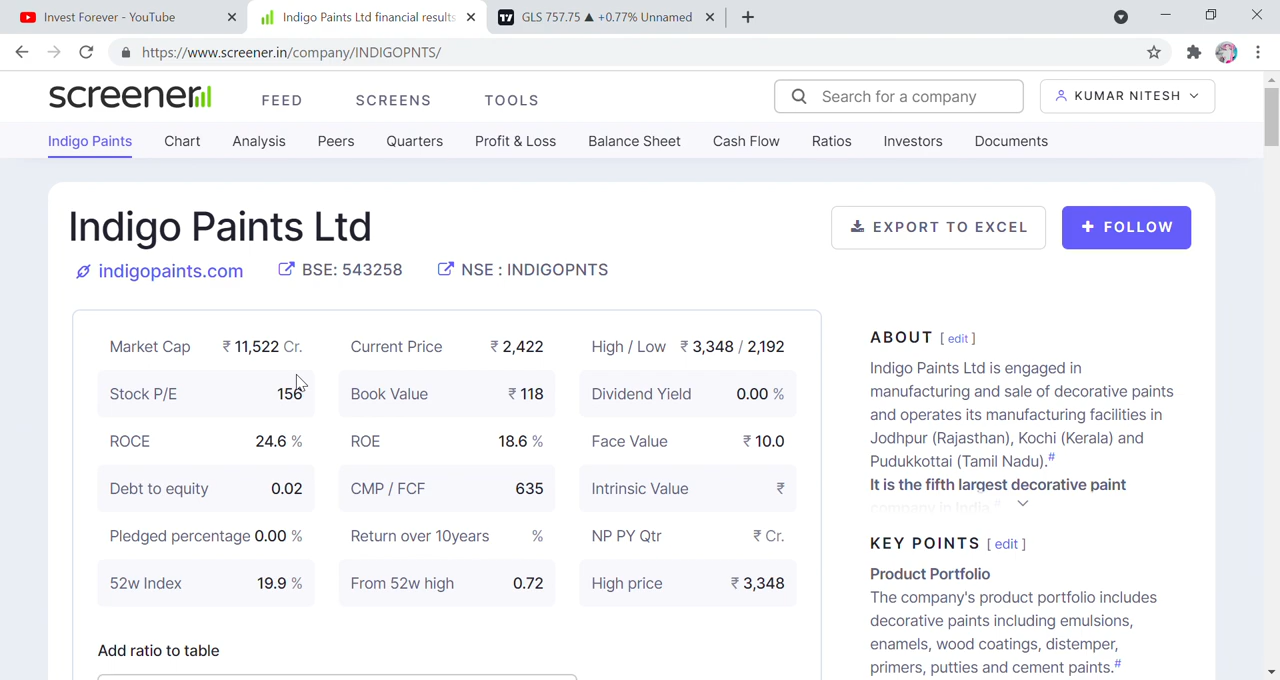 Invest Forever - YouTube
Indigo Paints Ltd financial results
GLS 757.75 ▲ +0.77% Unnamed
https://www.screener.in/company/INDIGOPNTS/
screener
FEED
SCREENS
TOOLS
Search for a company
KUMAR NITESH
Indigo Paints
Chart
Analysis
Peers
Quarters
Profit & Loss
Balance Sheet
Cash Flow
Ratios
Investors
Documents
Indigo Paints Ltd
EXPORT TO EXCEL
+ FOLLOW
indigopaints.com
BSE: 543258
NSE : INDIGOPNTS
Market Cap ₹ 11,522 Cr.
Current Price ₹ 2,422
High / Low ₹ 3,348 / 2,192
Stock P/E 156
Book Value ₹ 118
Dividend Yield 0.00 %
ROCE 24.6 %
ROE 18.6 %
Face Value ₹ 10.0
Debt to equity 0.02
CMP / FCF 635
Intrinsic Value ₹
Pledged percentage 0.00 %
Return over 10years %
NP PY Qtr ₹ Cr.
52w Index 19.9 %
From 52w high 0.72
High price ₹ 3,348
Add ratio to table
ABOUT [ edit ]
Indigo Paints Ltd is engaged in
manufacturing and sale of decorative paints
and operates its manufacturing facilities in
Jodhpur (Rajasthan), Kochi (Kerala) and
Pudukkottai (Tamil Nadu).#
It is the fifth largest decorative paint
company in India.#
KEY POINTS [ edit ]
Product Portfolio
The company's product portfolio includes
decorative paints including emulsions,
enamels, wood coatings, distemper,
primers, putties and cement paints.#